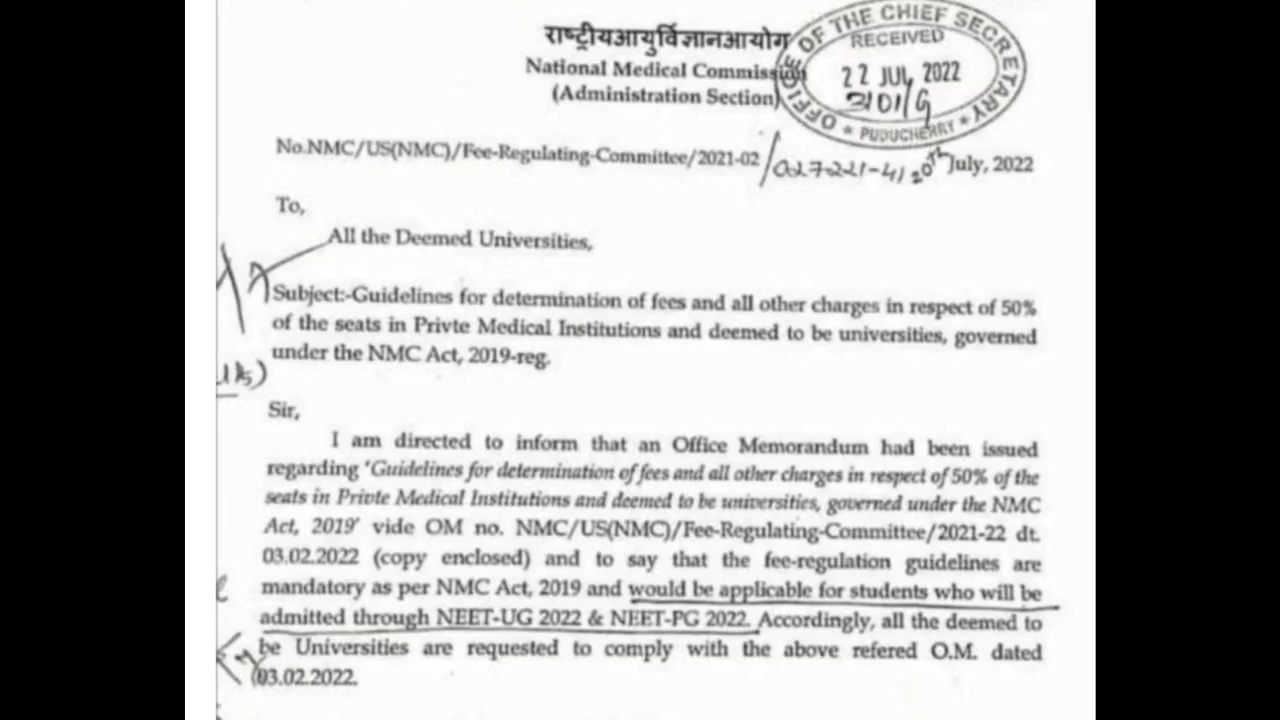 राष्ट्रीयआयुर्विज्ञानआयोग
National Medical Commission
(Administration Section)
OFFICE OF THE CHIEF SECRETARY
RECEIVED
22 JUL 2022
* PUDUCHERRY *
No.NMC/US(NMC)/Fee-Regulating-Committee/2021-02/027221-41 20th July, 2022
To,
All the Deemed Universities,
Subject:-Guidelines for determination of fees and all other charges in respect of 50%
of the seats in Privte Medical Institutions and deemed to be universities, governed
under the NMC Act, 2019-reg.
Sir,
I am directed to inform that an Office Memorandum had been issued
regarding 'Guidelines for determination of fees and all other charges in respect of 50% of the
seats in Privte Medical Institutions and deemed to be universities, governed under the NMC
Act, 2019' vide OM no. NMC/US(NMC)/Fee-Regulating-Committee/2021-22 dt.
03.02.2022 (copy enclosed) and to say that the fee-regulation guidelines are
mandatory as per NMC Act, 2019 and would be applicable for students who will be
admitted through NEET-UG 2022 & NEET-PG 2022. Accordingly, all the deemed to
be Universities are requested to comply with the above refered O.M. dated
03.02.2022.